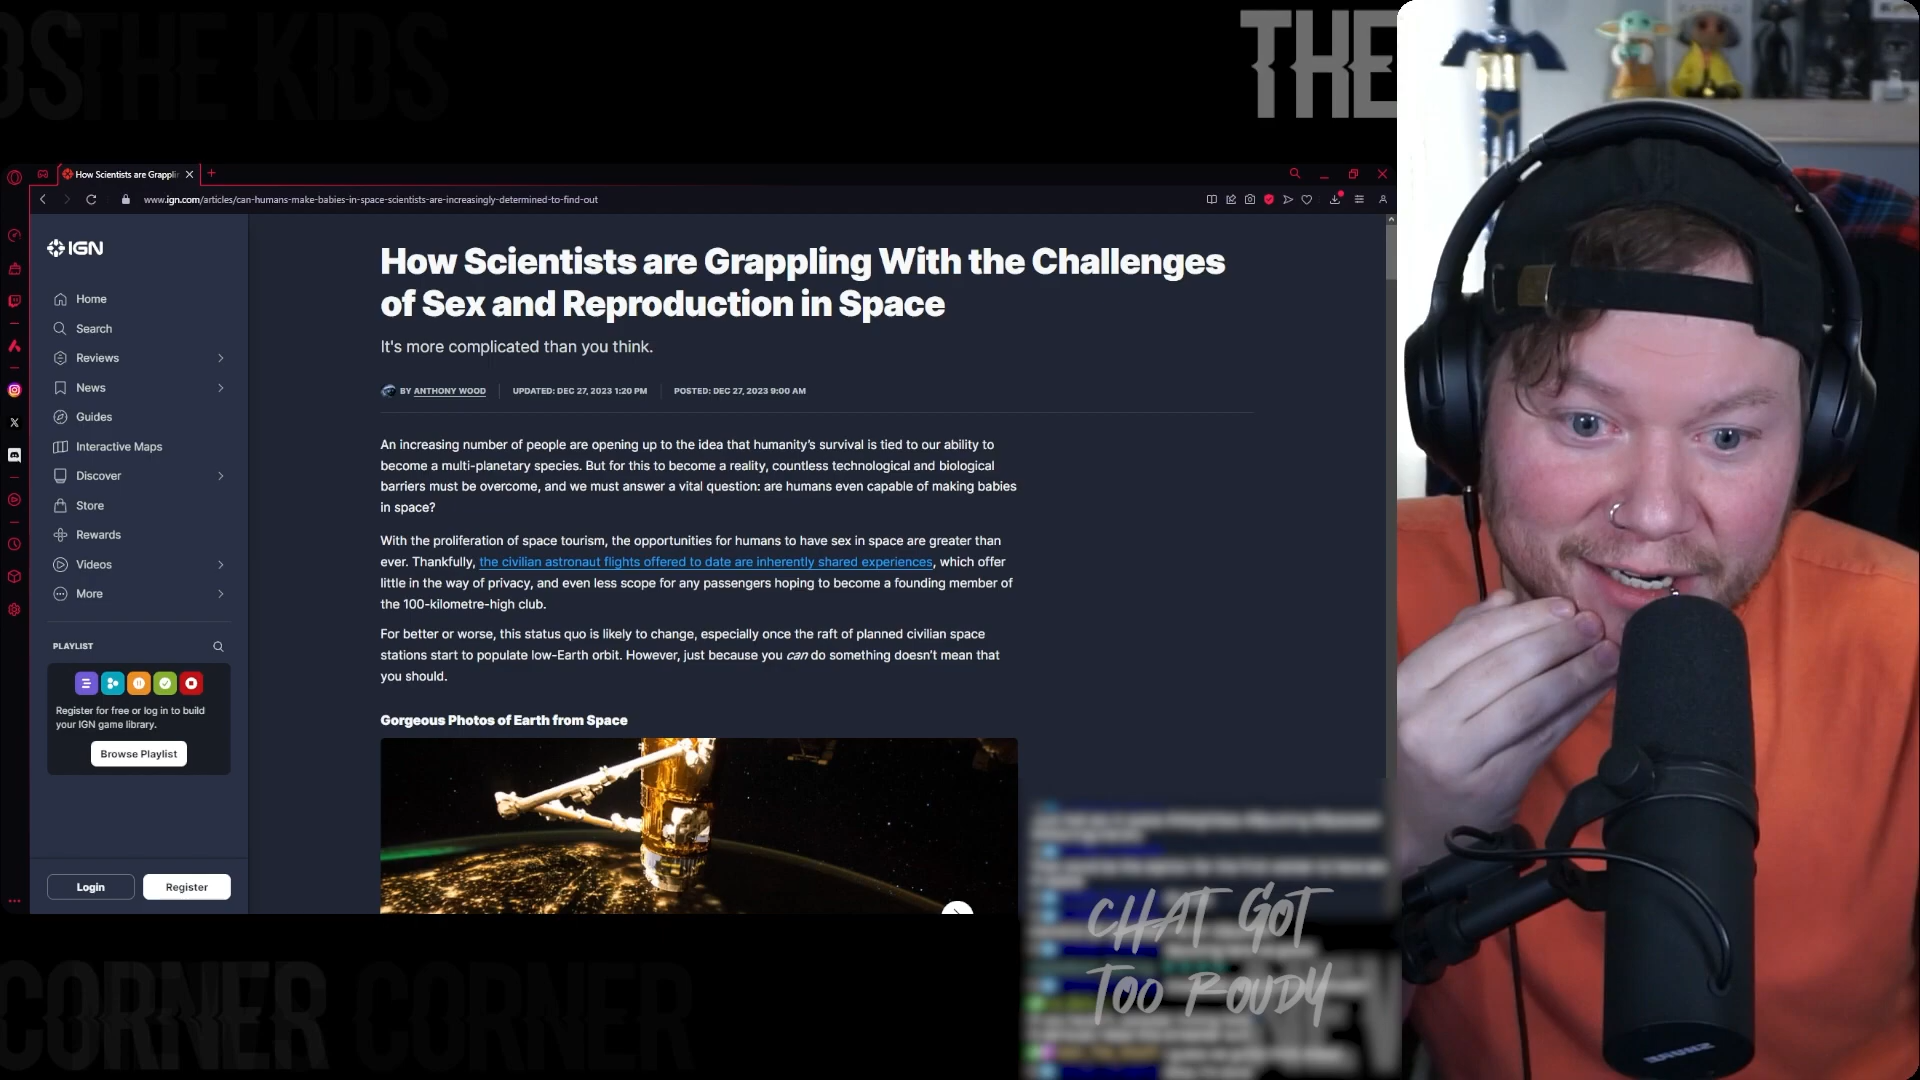 THE KIDS
THE
How Scientists are Grappli
www.ign.com/articles/can-humans-make-babies-in-space-scientists-are-increasingly-determined-to-find-out
IGN
Home
Search
Reviews
News
Guides
Interactive Maps
Discover
Store
Rewards
Videos
More
PLAYLIST
Register for free or log in to build
your IGN game library.
Browse Playlist
Login
Register
How Scientists are Grappling With the Challenges
of Sex and Reproduction in Space
It's more complicated than you think.
BY ANTHONY WOOD
UPDATED: DEC 27, 2023 1:20 PM
POSTED: DEC 27, 2023 9:00 AM
An increasing number of people are opening up to the idea that humanity's survival is tied to our ability to
become a multi-planetary species. But for this to become a reality, countless technological and biological
barriers must be overcome, and we must answer a vital question: are humans even capable of making babies
in space?
With the proliferation of space tourism, the opportunities for humans to have sex in space are greater than
ever. Thankfully, the civilian astronaut flights offered to date are inherently shared experiences, which offer
little in the way of privacy, and even less scope for any passengers hoping to become a founding member of
the 100-kilometre-high club.
For better or worse, this status quo is likely to change, especially once the raft of planned civilian space
stations start to populate low-Earth orbit. However, just because you can do something doesn't mean that
you should.
Gorgeous Photos of Earth from Space
CHAT GOT
TOO ROUDY
CORNER CORNER